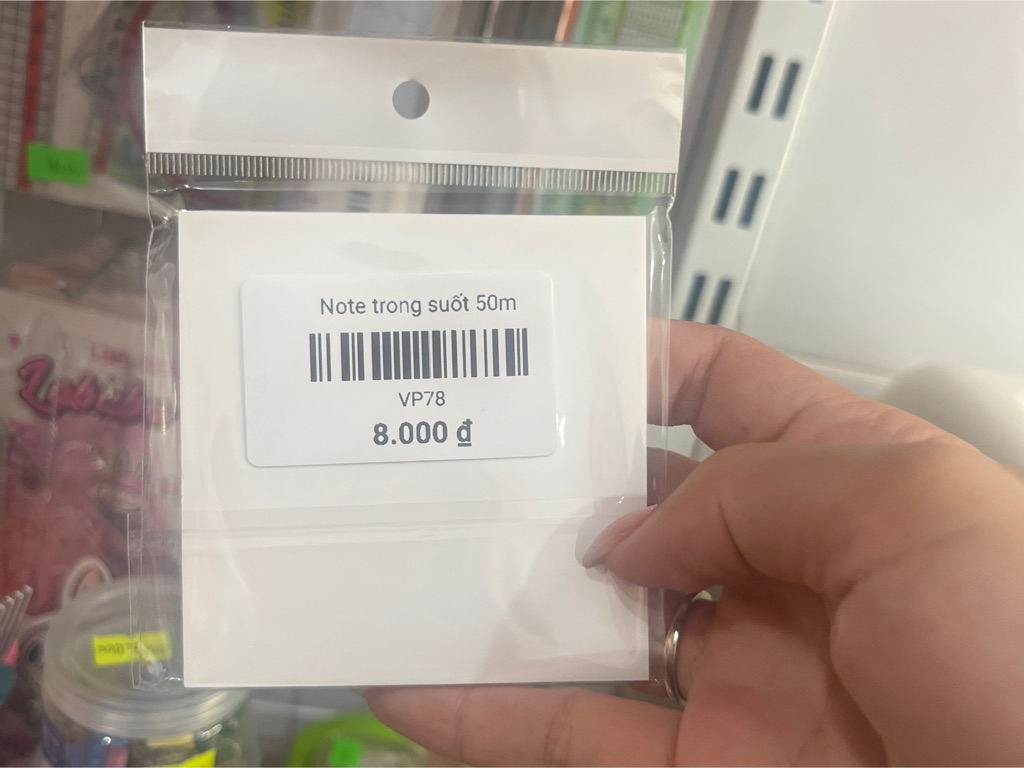 Note trong suốt 50m
VP78
8.000 ₫